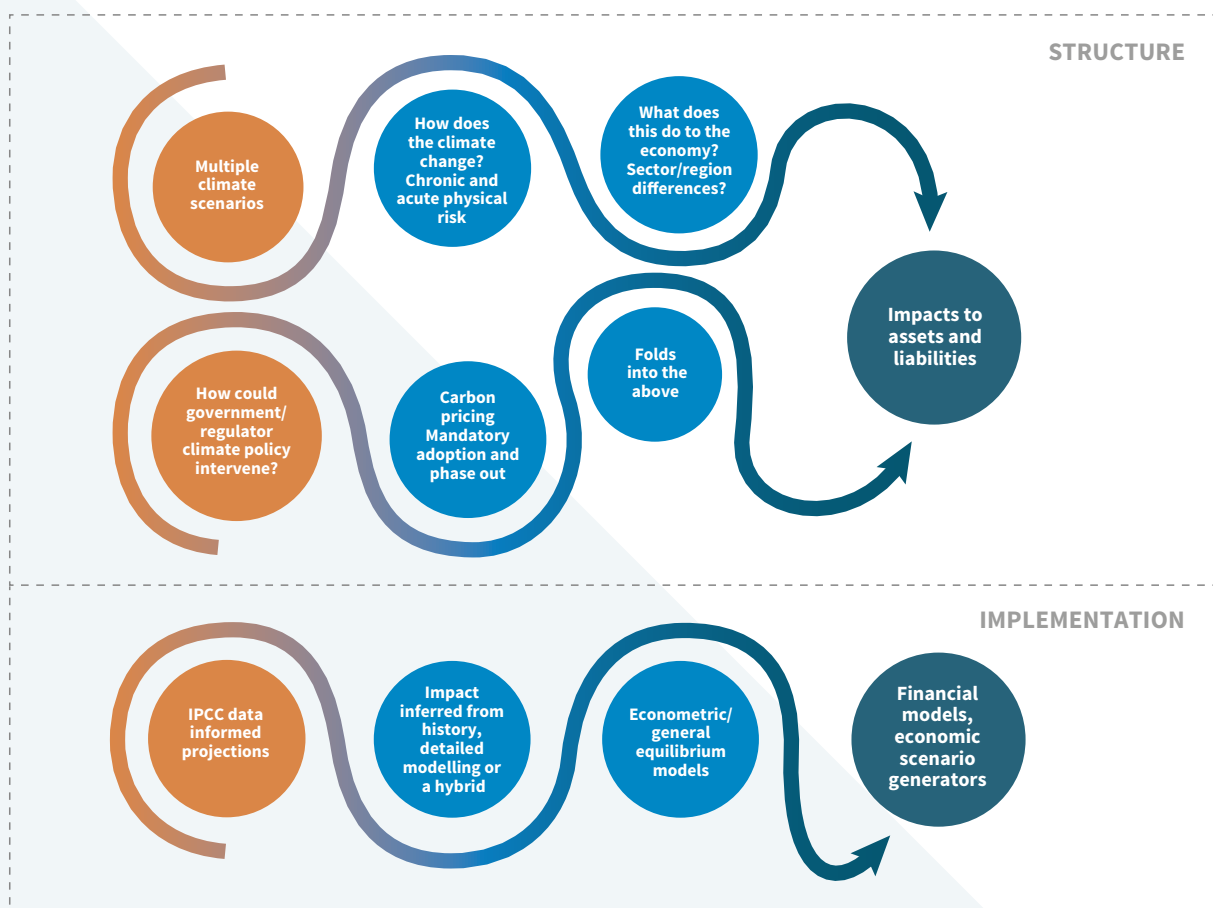 STRUCTURE
Multiple
climate
scenarios
How does
the climate
change?
Chronic and
acute physical
risk
What does
this do to the
economy?
Sector/region
differences?
Impacts to
assets and
liabilities
How could
government/
regulator
climate policy
intervene?
Carbon
pricing
Mandatory
adoption and
phase out
Folds
into the
above
IMPLEMENTATION
IPCC data
informed
projections
Impact
inferred from
history,
detailed
modelling or
a hybrid
Econometric/
general
equilibrium
models
Financial
models,
economic
scenario
generators